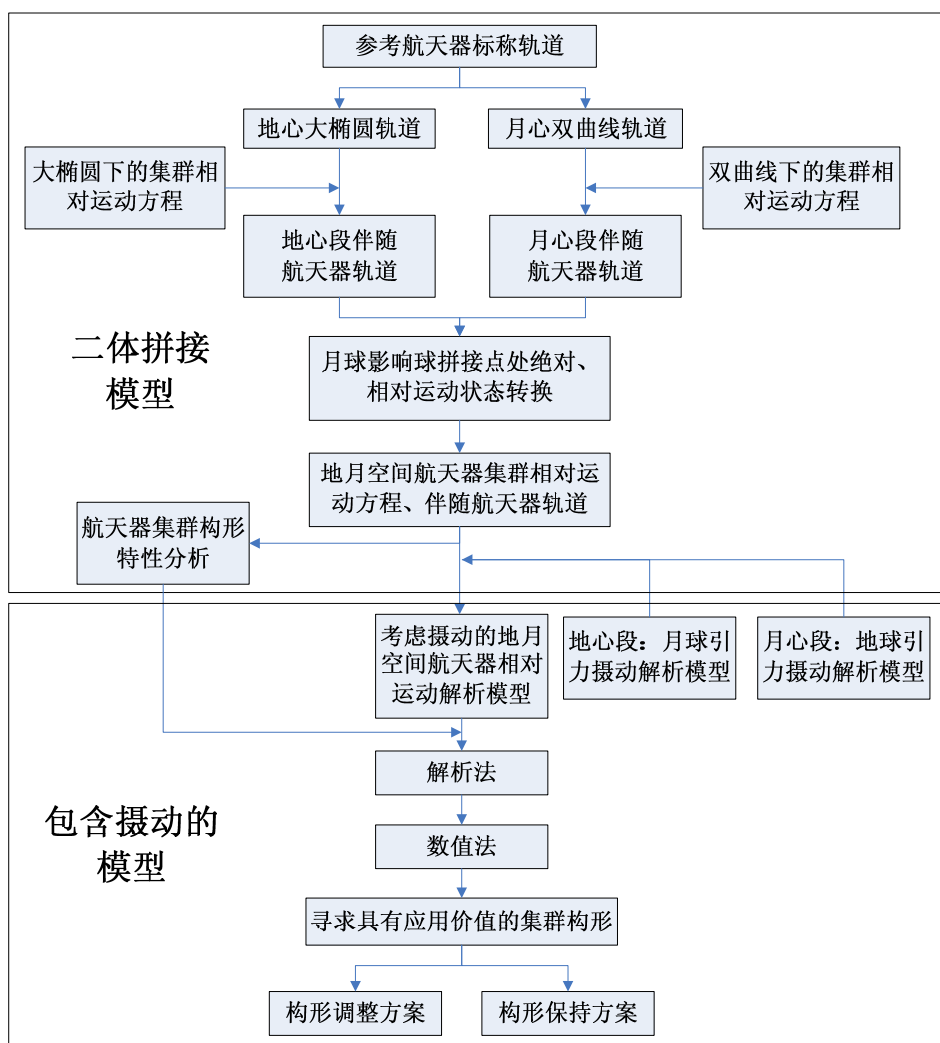 参考航天器标称轨道
地心大椭圆轨道
月心双曲线轨道
大椭圆下的集群相
对运动方程
双曲线下的集群相
对运动方程
地心段伴随
航天器轨道
月心段伴随
航天器轨道
二体拼接
模型
月球影响球拼接点处绝对、
相对运动状态转换
地月空间航天器集群相对运
动方程、伴随航天器轨道
航天器集群构形
特性分析
考虑摄动的地月
空间航天器相对
运动解析模型
地心段：月球引
力摄动解析模型
月心段：地球引
力摄动解析模型
解析法
包含摄动的
模型
数值法
寻求具有应用价值的集群构形
构形调整方案
构形保持方案